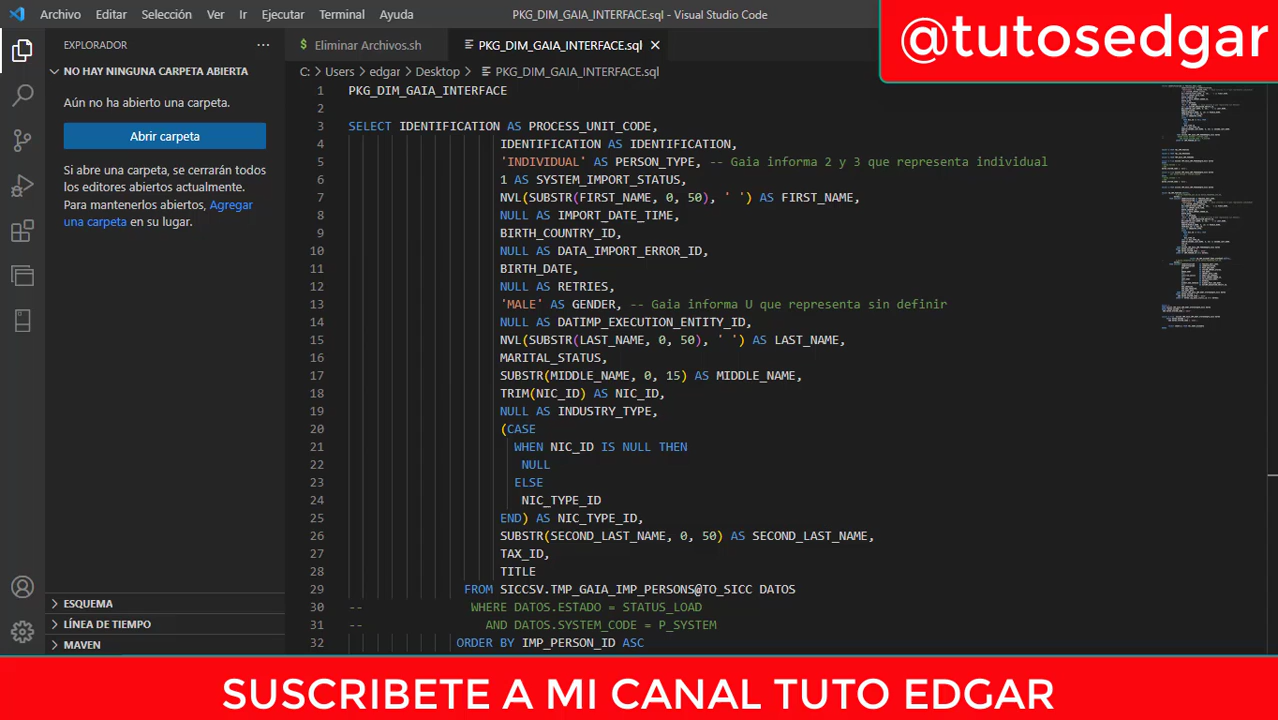 Archivo Editar Selección Ver Ir Ejecutar Terminal Ayuda PKG_DIM_GAIA_INTERFACE.sql - Visual Studio Code
@tutosedgar
EXPLORADOR ···
NO HAY NINGUNA CARPETA ABIERTA
Aún no ha abierto una carpeta.
Abrir carpeta
Si abre una carpeta, se cerrarán todos
los editores abiertos actualmente.
Para mantenerlos abiertos, Agregar
una carpeta en su lugar.
ESQUEMA
LÍNEA DE TIEMPO
MAVEN
$ Eliminar Archivos.sh PKG_DIM_GAIA_INTERFACE.sql ×
C: > Users > edgar > Desktop > PKG_DIM_GAIA_INTERFACE.sql
1 PKG_DIM_GAIA_INTERFACE
2
3 SELECT IDENTIFICATION AS PROCESS_UNIT_CODE,
4 IDENTIFICATION AS IDENTIFICATION,
5 'INDIVIDUAL' AS PERSON_TYPE, -- Gaia informa 2 y 3 que representa individual
6 1 AS SYSTEM_IMPORT_STATUS,
7 NVL(SUBSTR(FIRST_NAME, 0, 50), ' ') AS FIRST_NAME,
8 NULL AS IMPORT_DATE_TIME,
9 BIRTH_COUNTRY_ID,
10 NULL AS DATA_IMPORT_ERROR_ID,
11 BIRTH_DATE,
12 NULL AS RETRIES,
13 'MALE' AS GENDER, -- Gaia informa U que representa sin definir
14 NULL AS DATIMP_EXECUTION_ENTITY_ID,
15 NVL(SUBSTR(LAST_NAME, 0, 50), ' ') AS LAST_NAME,
16 MARITAL_STATUS,
17 SUBSTR(MIDDLE_NAME, 0, 15) AS MIDDLE_NAME,
18 TRIM(NIC_ID) AS NIC_ID,
19 NULL AS INDUSTRY_TYPE,
20 (CASE
21 WHEN NIC_ID IS NULL THEN
22 NULL
23 ELSE
24 NIC_TYPE_ID
25 END) AS NIC_TYPE_ID,
26 SUBSTR(SECOND_LAST_NAME, 0, 50) AS SECOND_LAST_NAME,
27 TAX_ID,
28 TITLE
29 FROM SICCSV.TMP_GAIA_IMP_PERSONS@TO_SICC DATOS
30 -- WHERE DATOS.ESTADO = STATUS_LOAD
31 -- AND DATOS.SYSTEM_CODE = P_SYSTEM
32 ORDER BY IMP_PERSON_ID ASC
SUSCRIBETE A MI CANAL TUTO EDGAR